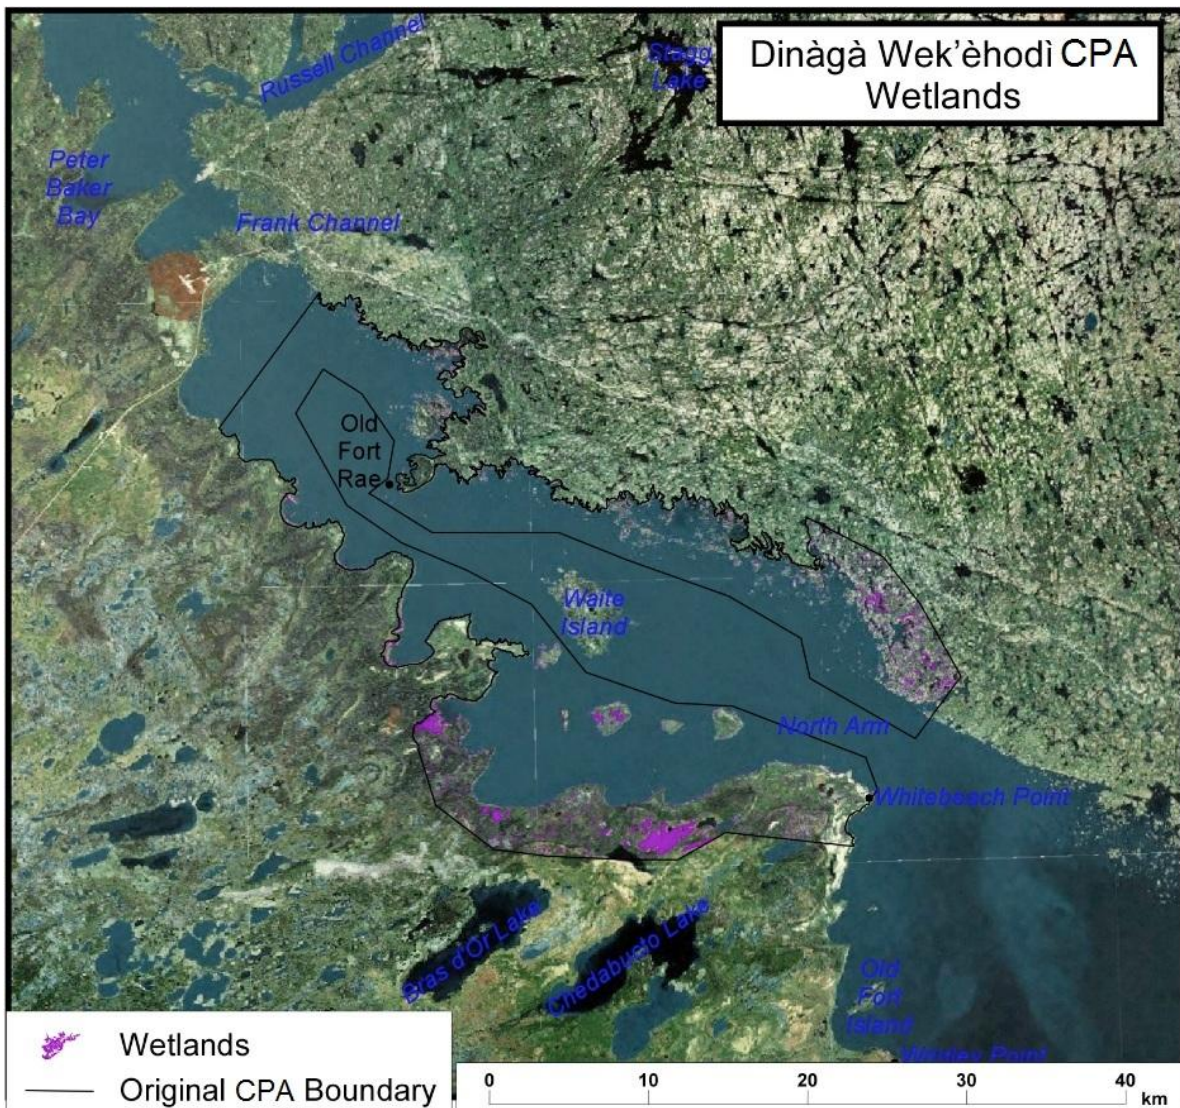 Dinàgà Wek'èhodì CPA
Wetlands
Russell Channel
Stagg
Lake
Peter
Baker
Bay
Frank Channel
Old
Fort
Rae
Waite
Island
North Arm
Whitebeach Point
Bras d'Or Lake
Chedabucto Lake
Old
Fort
Island
Wrigley Point
Wetlands
Original CPA Boundary
0 10 20 30 40
km